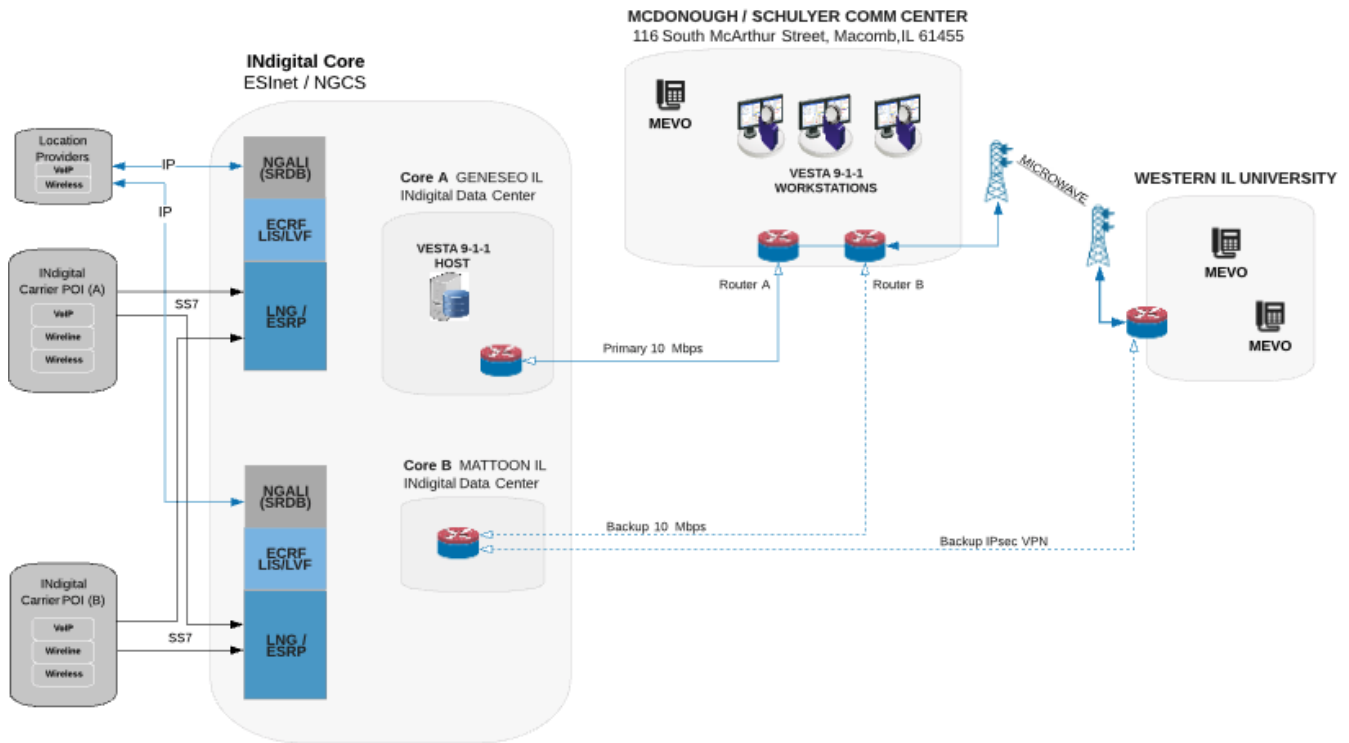 MCDONOUGH / SCHULYER COMM CENTER
116 South McArthur Street, Macomb,IL 61455
INdigital Core
ESInet / NGCS
Location
Providers
VoIP
Wireless
IP
IP
NGALI
(SRDB)
ECRF
LIS/LVF
LNG /
ESRP
INdigital
Carrier POI (A)
VoIP
Wireline
Wireless
SS7
Core A GENESEO IL
INdigital Data Center
VESTA 9-1-1
HOST
MEVO
VESTA 9-1-1
WORKSTATIONS
Router A
Router B
MICROWAVE
WESTERN IL UNIVERSITY
MEVO
MEVO
Primary 10 Mbps
Core B MATTOON IL
INdigital Data Center
Backup 10 Mbps
Backup IPsec VPN
NGALI
(SRDB)
ECRF
LIS/LVF
LNG /
ESRP
INdigital
Carrier POI (B)
VoIP
Wireline
Wireless
SS7